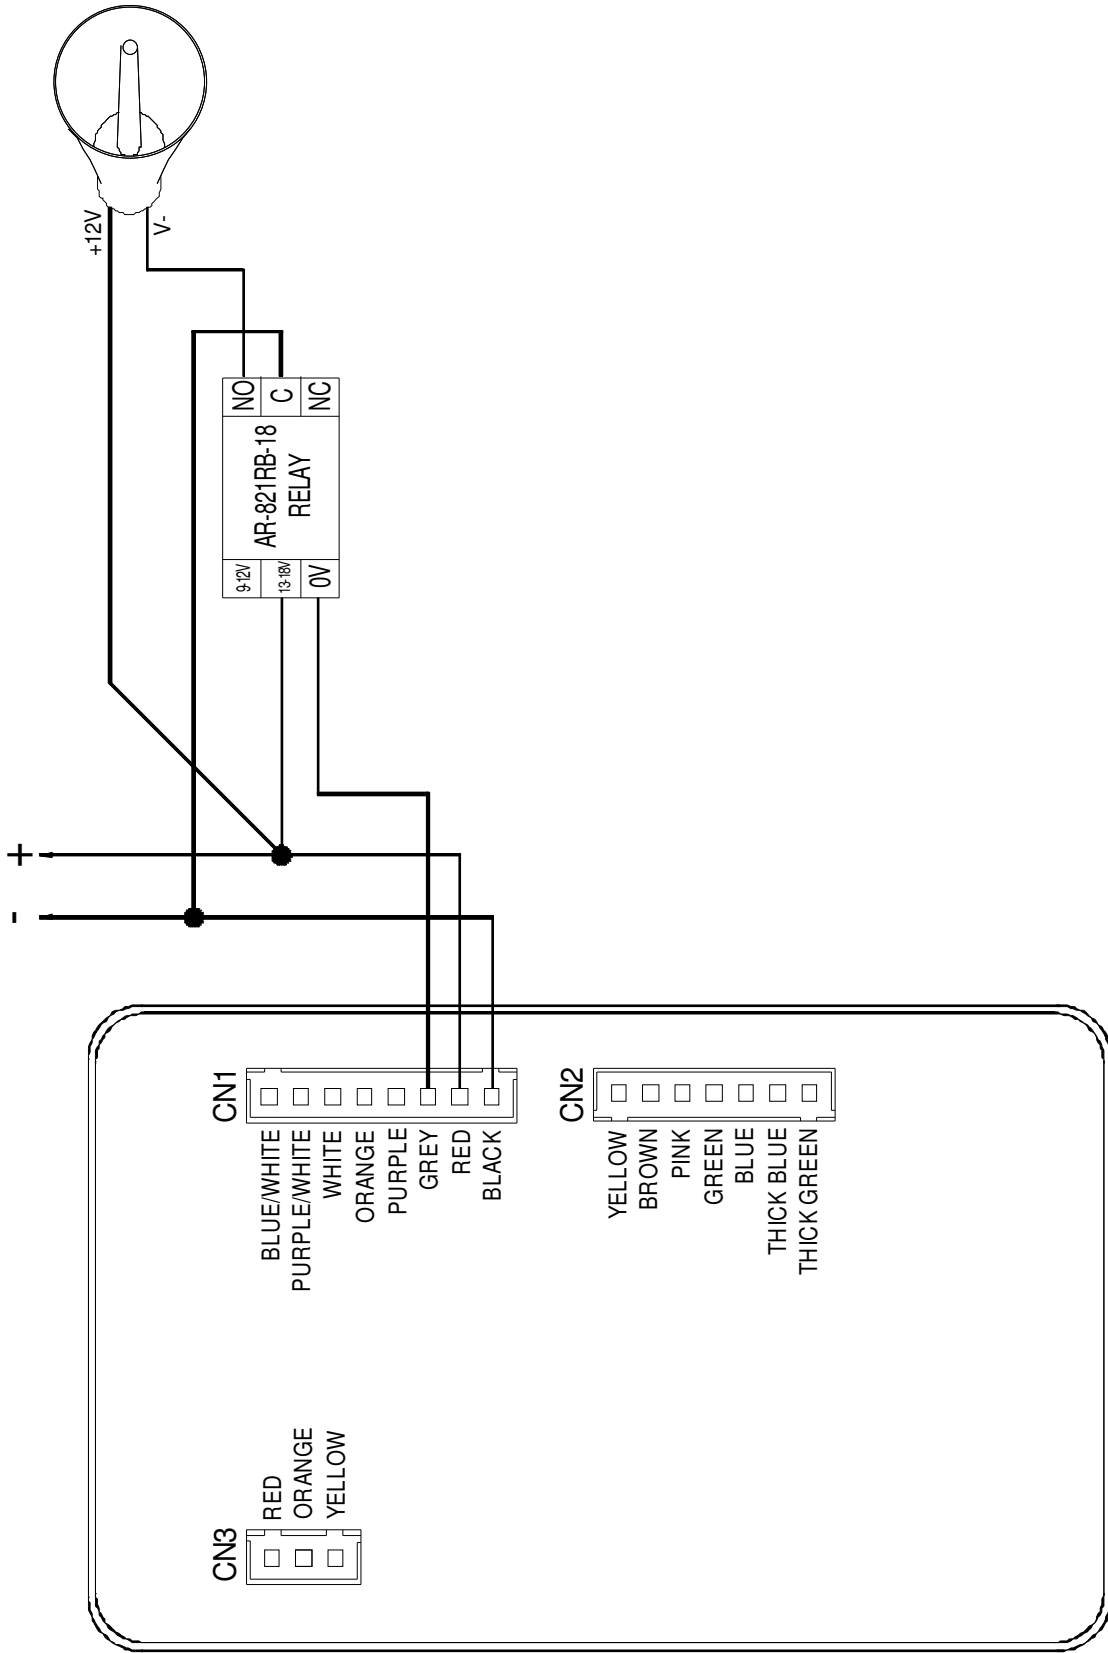 +12V
V-
NO
C
NC
AR-821RB-18
RELAY
9-12V
13-18V
0V
+
-
CN1
BLUE/WHITE
PURPLE/WHITE
WHITE
ORANGE
PURPLE
GREY
RED
BLACK
CN2
YELLOW
BROWN
PINK
GREEN
BLUE
THICK BLUE
THICK GREEN
CN3
RED
ORANGE
YELLOW